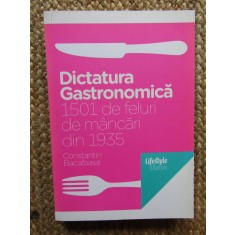 Dictatura
Gastronomică
1501 de feluri
de mâncări
din 1935
Constantin
Bacalbașa
LifeStyle